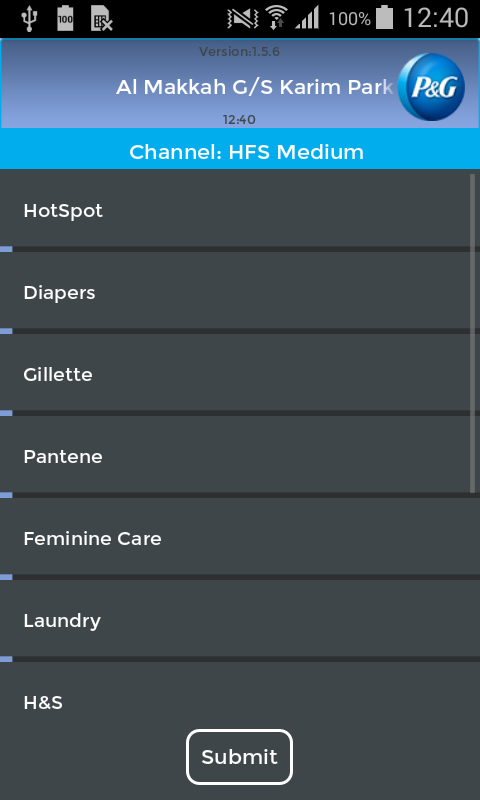 100
100%
12:40
Version:1.5.6
Al Makkah G/S Karim Park
P&G
12:40
Channel: HFS Medium
HotSpot
Diapers
Gillette
Pantene
Feminine Care
Laundry
H&S
Submit